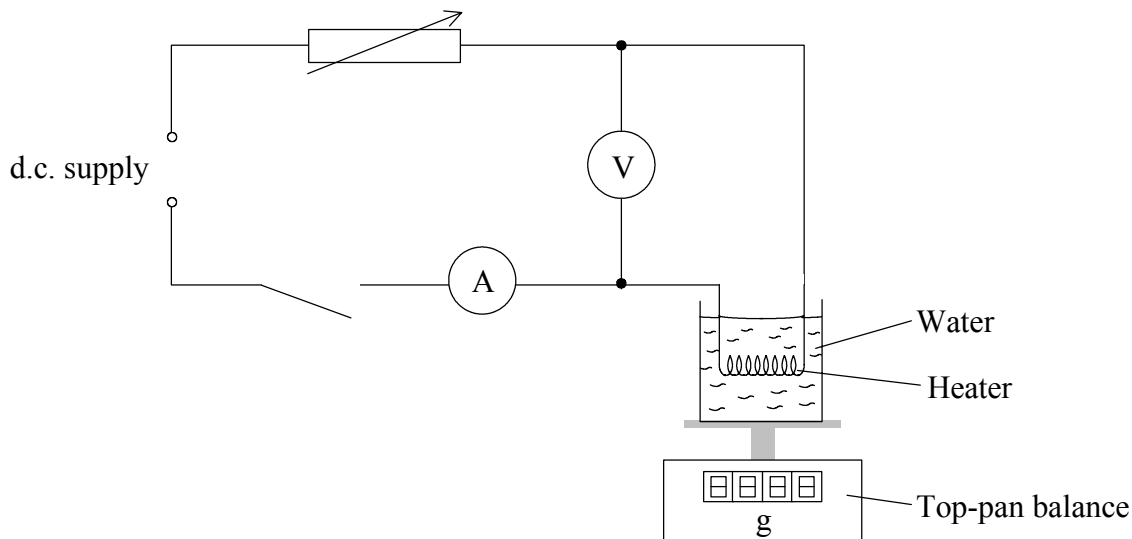 d.c. supply
V
A
Water
Heater
Top-pan balance
g